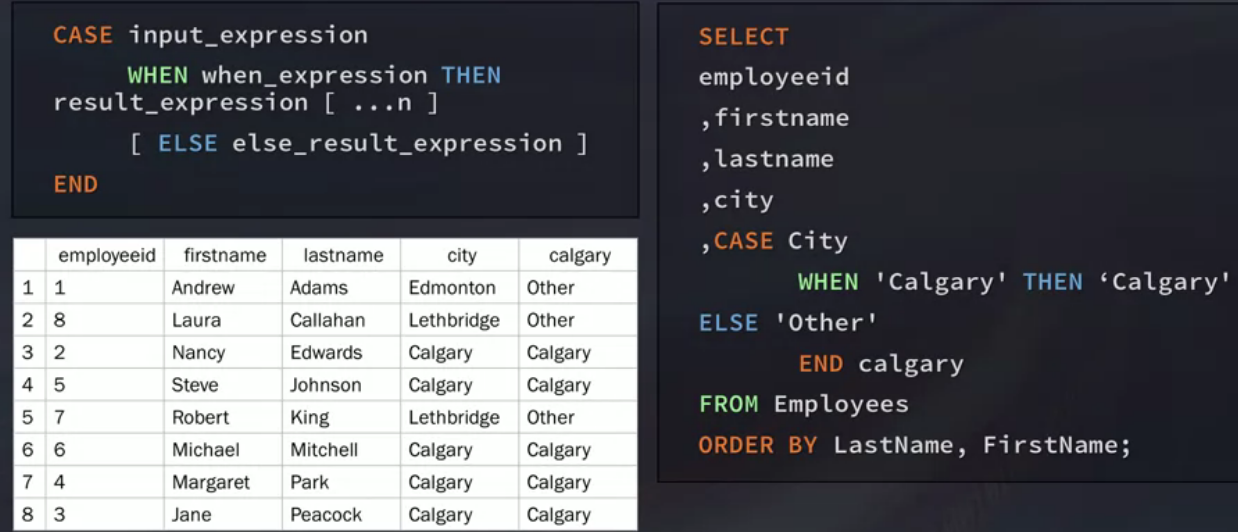 CASE input_expression
WHEN when_expression THEN
result_expression [ ...n ]
[ ELSE else_result_expression ]
END
employeeid firstname lastname city calgary
1 1 Andrew Adams Edmonton Other
2 8 Laura Callahan Lethbridge Other
3 2 Nancy Edwards Calgary Calgary
4 5 Steve Johnson Calgary Calgary
5 7 Robert King Lethbridge Other
6 6 Michael Mitchell Calgary Calgary
7 4 Margaret Park Calgary Calgary
8 3 Jane Peacock Calgary Calgary
SELECT
employeeid
,firstname
,lastname
,city
,CASE City
WHEN 'Calgary' THEN ‘Calgary'
ELSE 'Other'
END calgary
FROM Employees
ORDER BY LastName, FirstName;